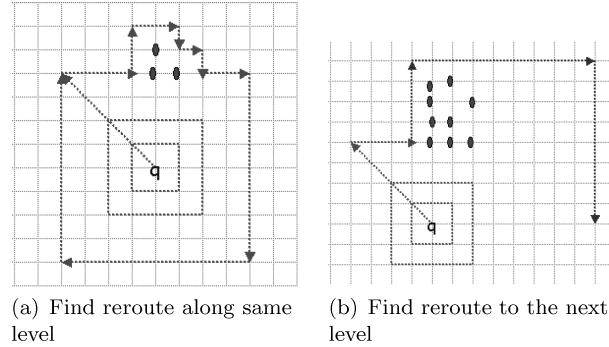 q
q
(a) Find reroute along same
level
(b) Find reroute to the next
level